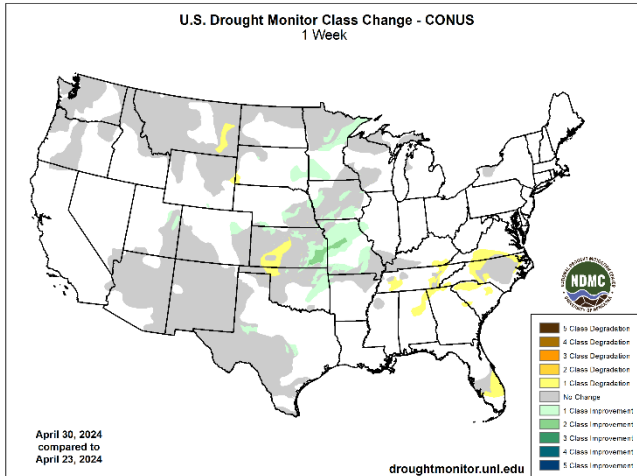 U.S. Drought Monitor Class Change - CONUS
1 Week
NDMC
5 Class Degradation
4 Class Degradation
3 Class Degradation
2 Class Degradation
1 Class Degradation
No Change
1 Class Improvement
2 Class Improvement
3 Class Improvement
4 Class Improvement
5 Class Improvement
April 30, 2024
compared to
April 23, 2024
droughtmonitor.unl.edu